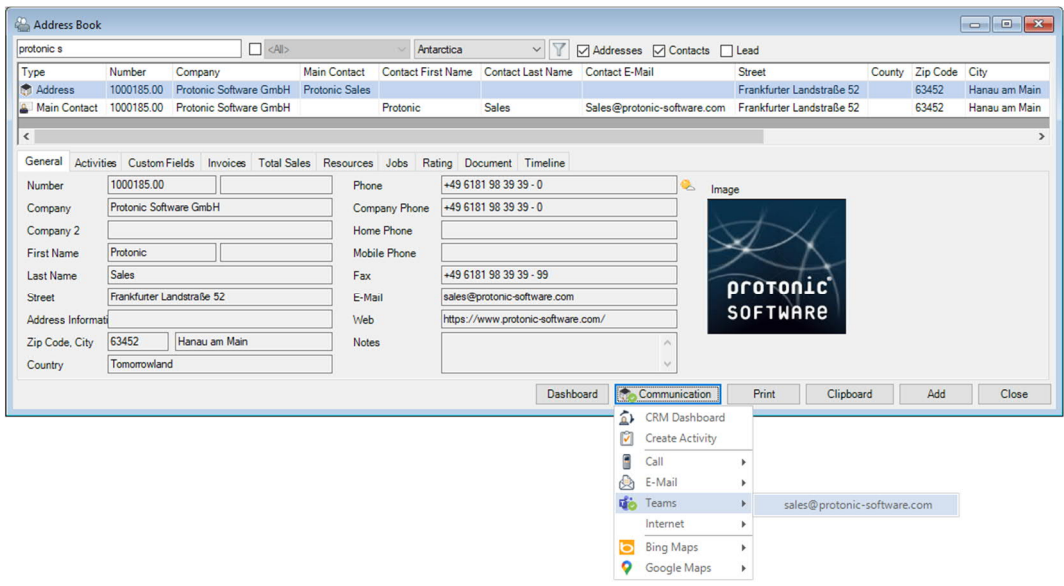 Address Book
protonic s <All> Antarctica Addresses Contacts Lead
Type Number Company Main Contact Contact First Name Contact Last Name Contact E-Mail Street County Zip Code City
Address 1000185.00 Protonic Software GmbH Protonic Sales Frankfurter Landstraße 52 63452 Hanau am Main
Main Contact 1000185.00 Protonic Software GmbH Protonic Sales Sales@protonic-software.com Frankfurter Landstraße 52 63452 Hanau am Main
General Activities Custom Fields Invoices Total Sales Resources Jobs Rating Document Timeline
Number 1000185.00 Phone +49 6181 98 39 39 - 0 Image
Company Protonic Software GmbH Company Phone +49 6181 98 39 39 - 0
Company 2 Home Phone
First Name Protonic Mobile Phone
Last Name Sales Fax +49 6181 98 39 39 - 99
Street Frankfurter Landstraße 52 E-Mail sales@protonic-software.com
Address Informati Web https://www.protonic-software.com/
Zip Code, City 63452 Hanau am Main Notes
Country Tomorrowland
protonic
SOFTWARE
Dashboard Communication Print Clipboard Add Close
CRM Dashboard
Create Activity
Call
E-Mail
Teams sales@protonic-software.com
Internet
Bing Maps
Google Maps